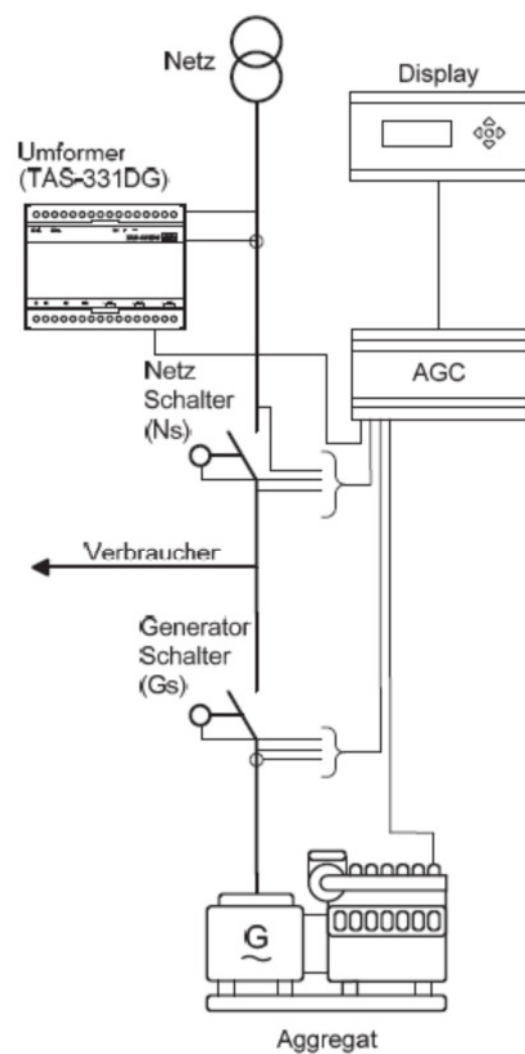 Netz
Display
Umformer
(TAS-331DG)
AGC
Netz
Schalter
(Ns)
Verbraucher
Generator
Schalter
(Gs)
G
Aggregat